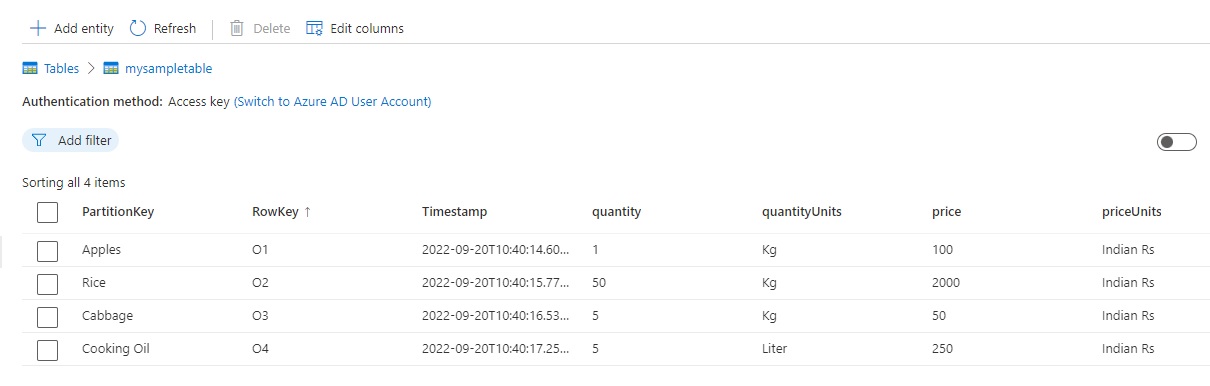 Add entity Refresh Delete Edit columns
Tables > mysampletable
Authentication method: Access key (Switch to Azure AD User Account)
Add filter
Sorting all 4 items
PartitionKey RowKey ↑ Timestamp quantity quantityUnits price priceUnits
Apples O1 2022-09-20T10:40:14.60... 1 Kg 100 Indian Rs
Rice O2 2022-09-20T10:40:15.77... 50 Kg 2000 Indian Rs
Cabbage O3 2022-09-20T10:40:16.53... 5 Kg 50 Indian Rs
Cooking Oil O4 2022-09-20T10:40:17.25... 5 Liter 250 Indian Rs